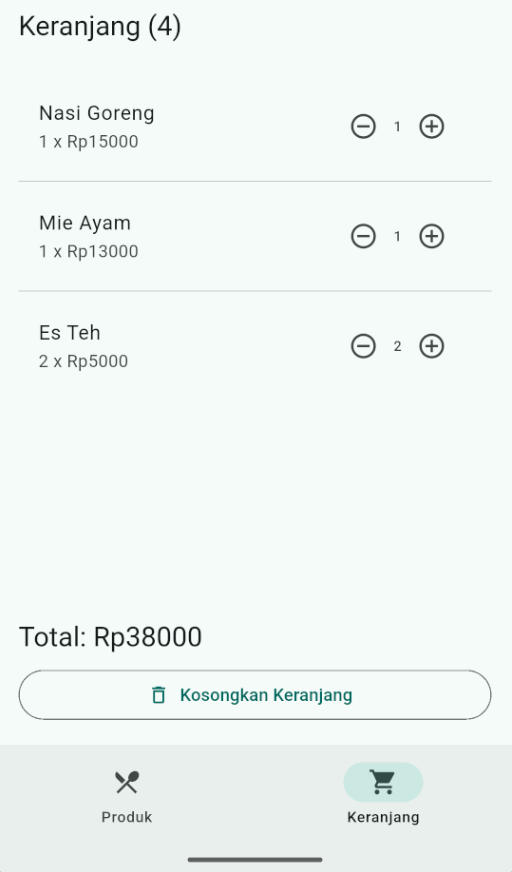 Keranjang (4)
Nasi Goreng
1 x Rp15000
1
Mie Ayam
1 x Rp13000
1
Es Teh
2 x Rp5000
2
Total: Rp38000
Kosongkan Keranjang
Produk
Keranjang